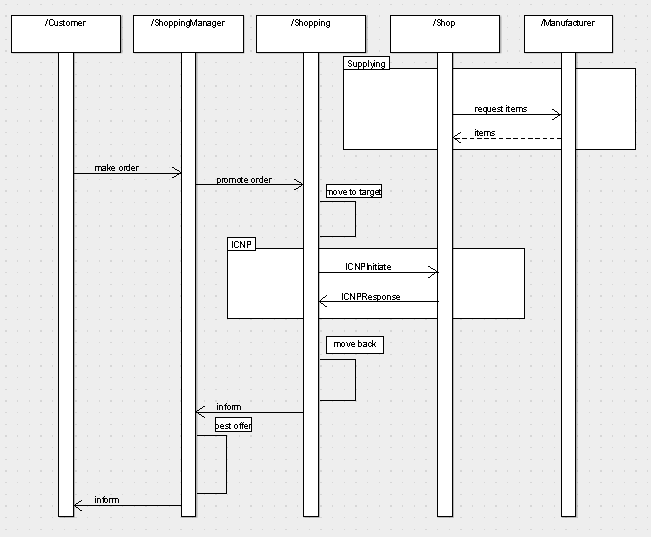 /Customer
/ShoppingManager
/Shopping
/Shop
/Manufacturer
Supplying
request items
items
make order
promote order
move to target
ICNP
ICNPInitiate
ICNPResponse
move back
inform
best offer
inform